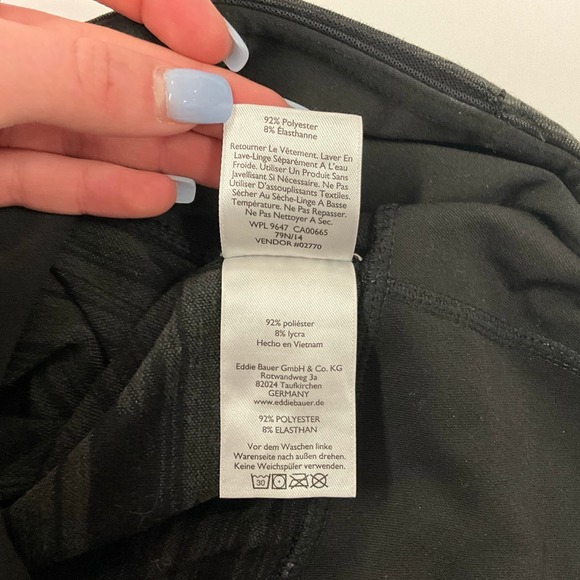 92% Polyester
8% Élasthanne
Retourner Le Vêtement. Laver En
Lave-Linge Séparément À L'eau
Froide. Utiliser Un Produit Sans
Javellisant Si Nécessaire. Ne Pas
Utiliser D'assouplissants Textiles.
Sécher Au Sèche-Linge A Basse
Température. Ne Pas Repasser.
Ne Pas Nettoyer A Sec.
WPL 9647 CA00665
79N/14
VENDOR #02770
92% poliéster
8% lycra
Hecho en Vietnam
Eddie Bauer GmbH & Co. KG
Rotwandweg 3a
82024 Taufkirchen
GERMANY
www.eddiebauer.de
92% POLYESTER
8% ELASTHAN
Vor dem Waschen linke
Warenseite nach außen drehen.
Keine Weichspüler verwenden.
30